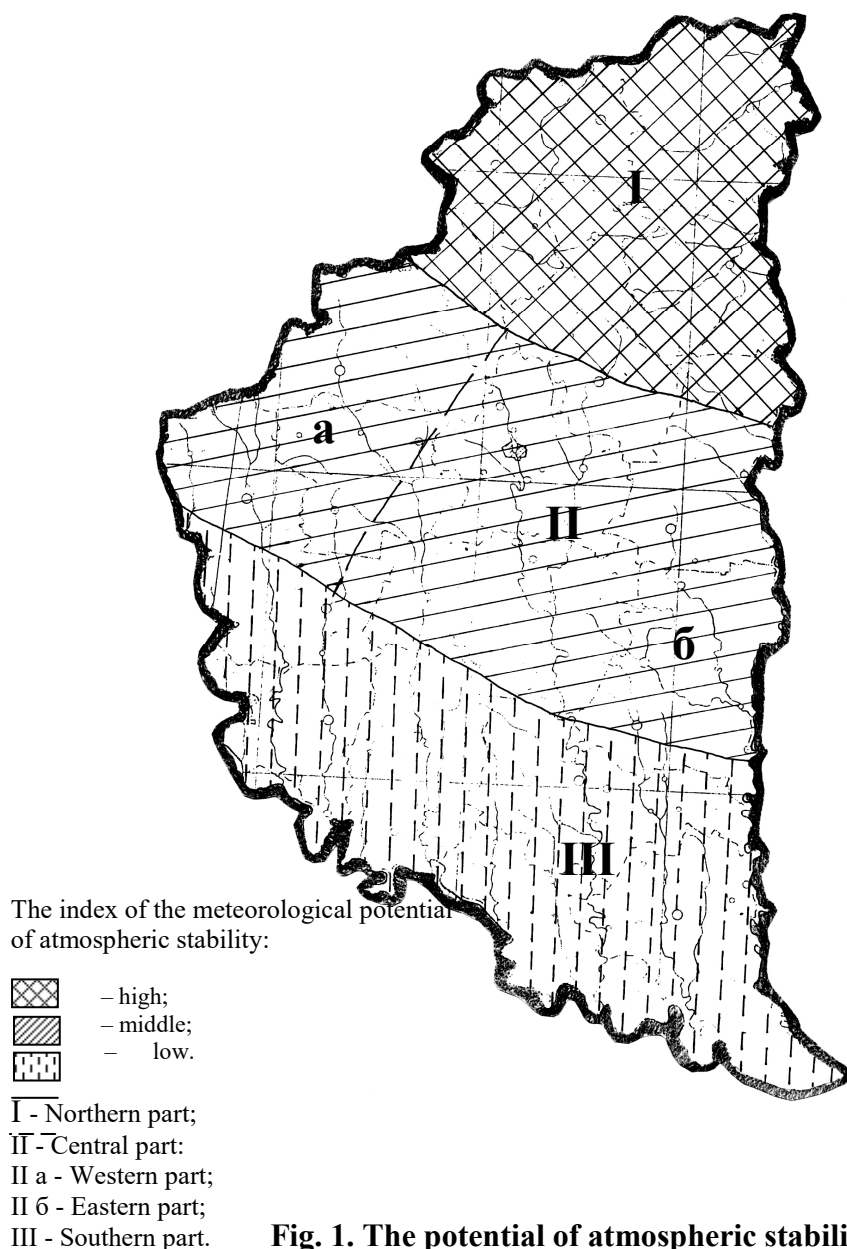 I
а
II
б
III
The index of the meteorological potential
of atmospheric stability:
– high;
– middle;
– low.
I - Northern part;
II - Central part:
II a - Western part;
II б - Eastern part;
III - Southern part.
Fig. 1. The potential of atmospheric stabili